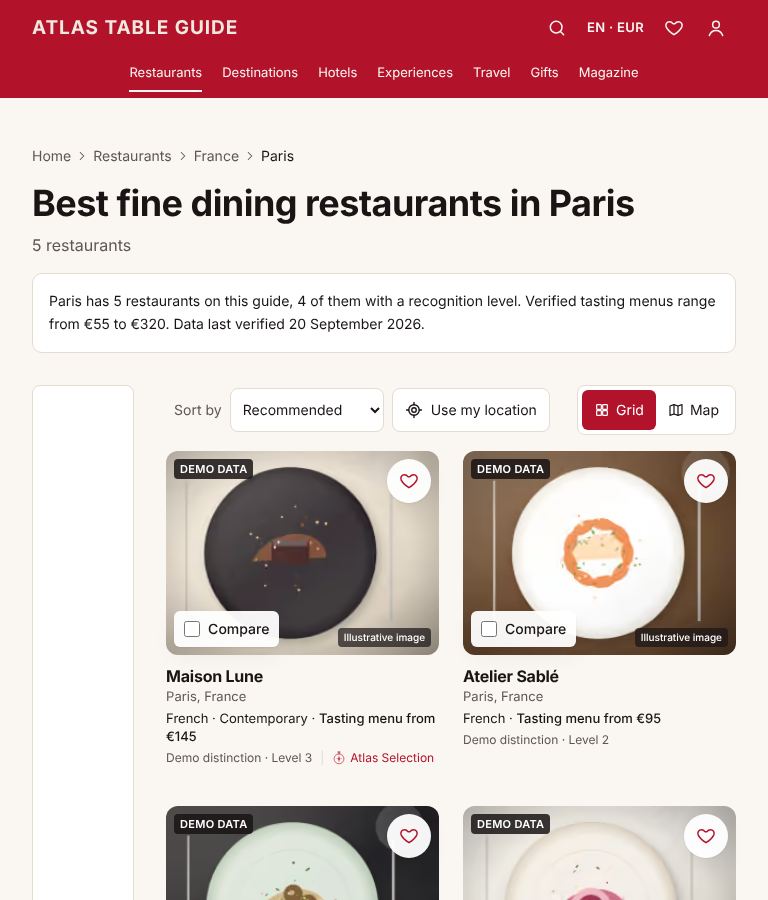 ATLAS TABLE GUIDE
EN · EUR
Restaurants Destinations Hotels Experiences Travel Gifts Magazine
Home > Restaurants > France > Paris
Best fine dining restaurants in Paris
5 restaurants
Paris has 5 restaurants on this guide, 4 of them with a recognition level. Verified tasting menus range
from €55 to €320. Data last verified 20 September 2026.
Sort by Recommended Use my location Grid Map
DEMO DATA
Compare
Illustrative image
Maison Lune
Paris, France
French · Contemporary · Tasting menu from
€145
Demo distinction · Level 3 | Atlas Selection
DEMO DATA
Compare
Illustrative image
Atelier Sablé
Paris, France
French · Tasting menu from €95
Demo distinction · Level 2
DEMO DATA
DEMO DATA